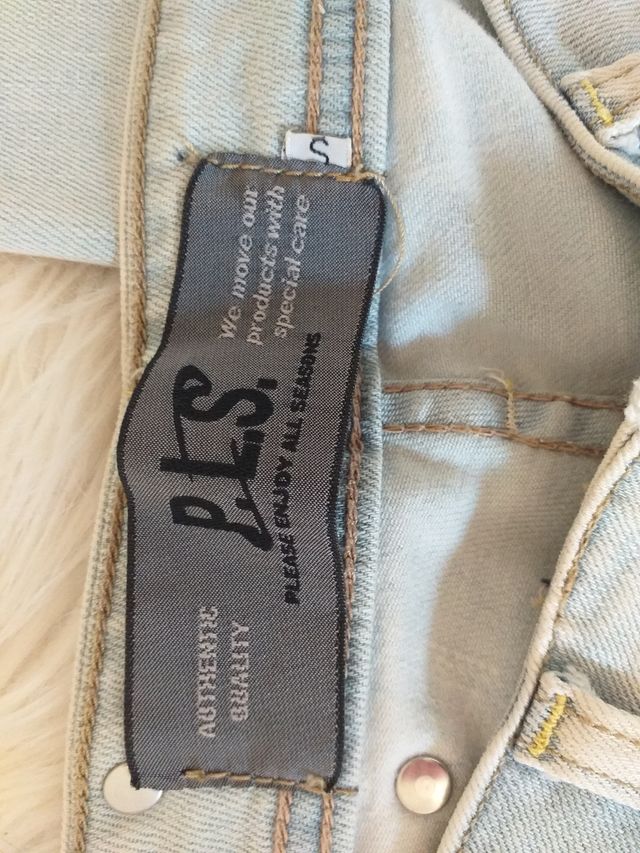 S
We move our
products with
special care
P.L.S.
PLEASE ENJOY ALL SEASONS
AUTHENTIC
QUALITY